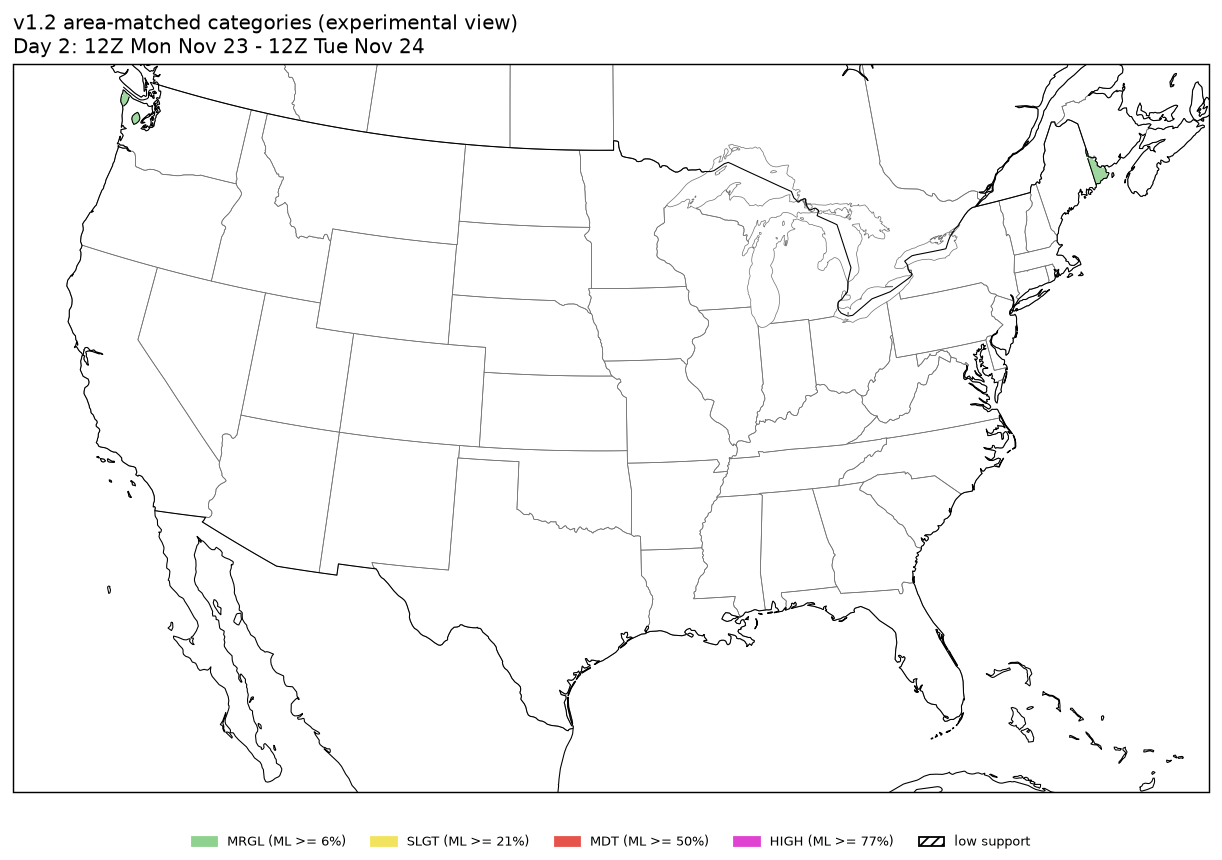 v1.2 area-matched categories (experimental view)
Day 2: 12Z Mon Nov 23 - 12Z Tue Nov 24
MRGL (ML >= 6%) SLGT (ML >= 21%) MDT (ML >= 50%) HIGH (ML >= 77%) low support